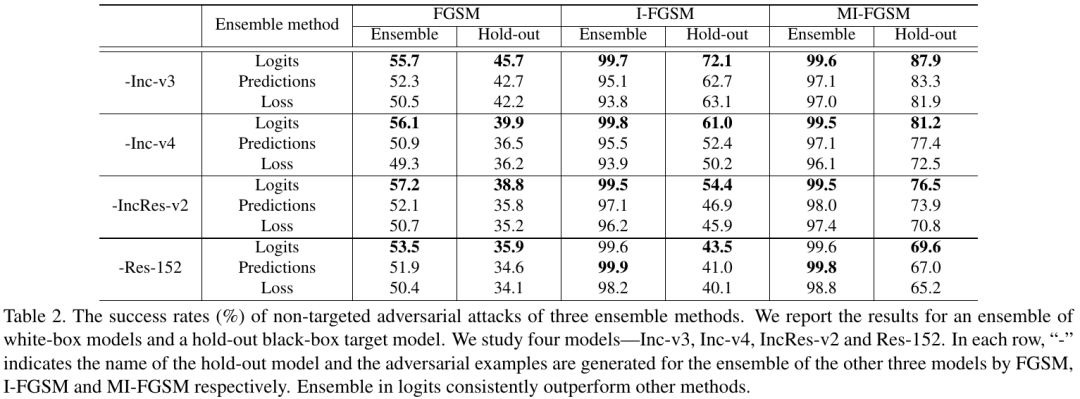 Ensemble method FGSM I-FGSM MI-FGSM
Ensemble Hold-out Ensemble Hold-out Ensemble Hold-out
-Inc-v3 Logits 55.7 45.7 99.7 72.1 99.6 87.9
Predictions 52.3 42.7 95.1 62.7 97.1 83.3
Loss 50.5 42.2 93.8 63.1 97.0 81.9
-Inc-v4 Logits 56.1 39.9 99.8 61.0 99.5 81.2
Predictions 50.9 36.5 95.5 52.4 97.1 77.4
Loss 49.3 36.2 93.9 50.2 96.1 72.5
-IncRes-v2 Logits 57.2 38.8 99.5 54.4 99.5 76.5
Predictions 52.1 35.8 97.1 46.9 98.0 73.9
Loss 50.7 35.2 96.2 45.9 97.4 70.8
-Res-152 Logits 53.5 35.9 99.6 43.5 99.6 69.6
Predictions 51.9 34.6 99.9 41.0 99.8 67.0
Loss 50.4 34.1 98.2 40.1 98.8 65.2
Table 2. The success rates (%) of non-targeted adversarial attacks of three ensemble methods. We report the results for an ensemble of
white-box models and a hold-out black-box target model. We study four models—Inc-v3, Inc-v4, IncRes-v2 and Res-152. In each row, “-”
indicates the name of the hold-out model and the adversarial examples are generated for the ensemble of the other three models by FGSM,
I-FGSM and MI-FGSM respectively. Ensemble in logits consistently outperform other methods.